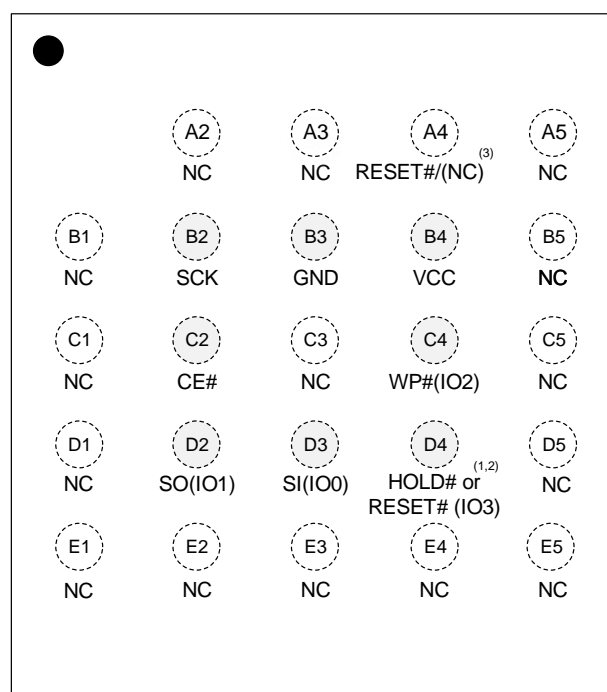 A2 A3 A4 A5
NC NC RESET#/(NC) (3) NC
B1 B2 B3 B4 B5
NC SCK GND VCC NC
C1 C2 C3 C4 C5
NC CE# NC WP#(IO2) NC
D1 D2 D3 D4 D5
NC SO(IO1) SI(IO0) HOLD# or (1,2) NC
RESET# (IO3)
E1 E2 E3 E4 E5
NC NC NC NC NC